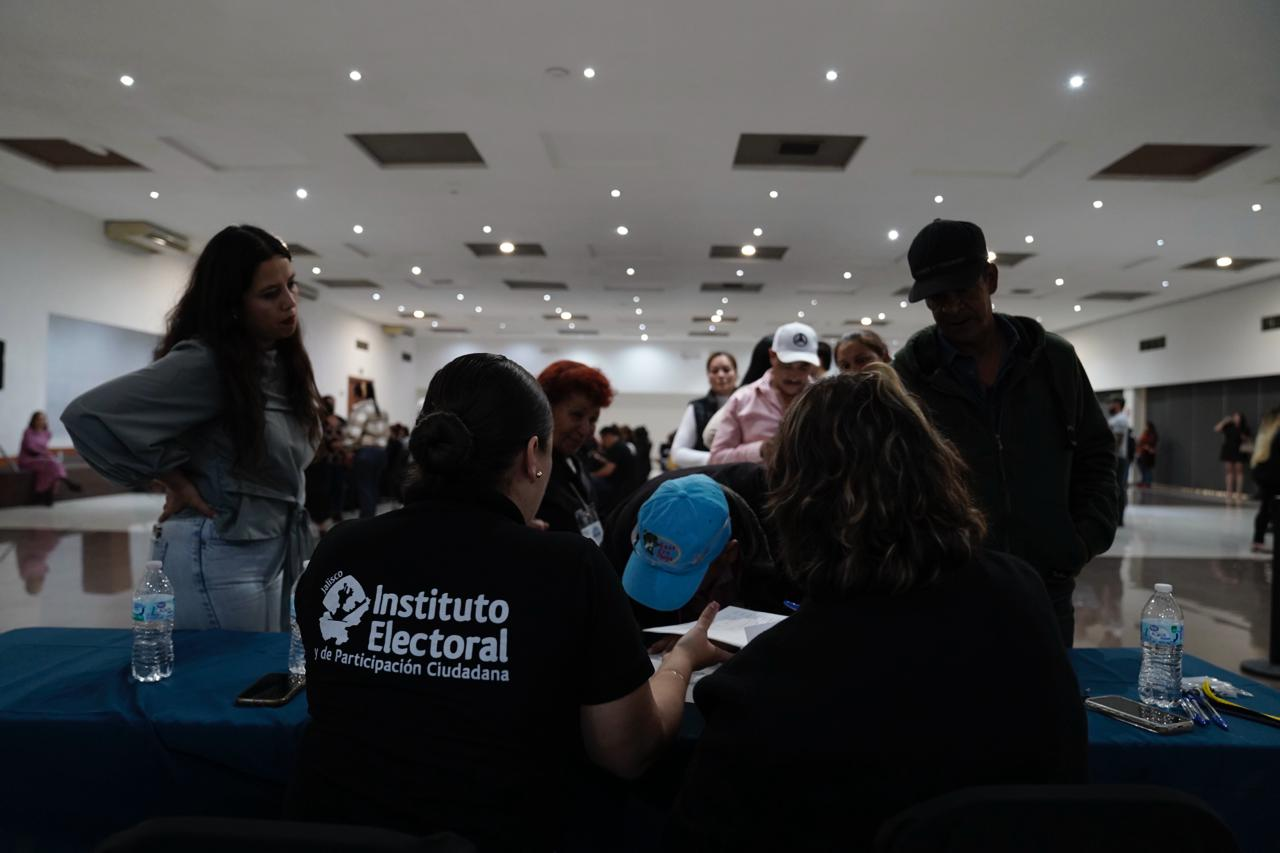 Jalisco
Instituto
Electoral
y de Participación Ciudadana